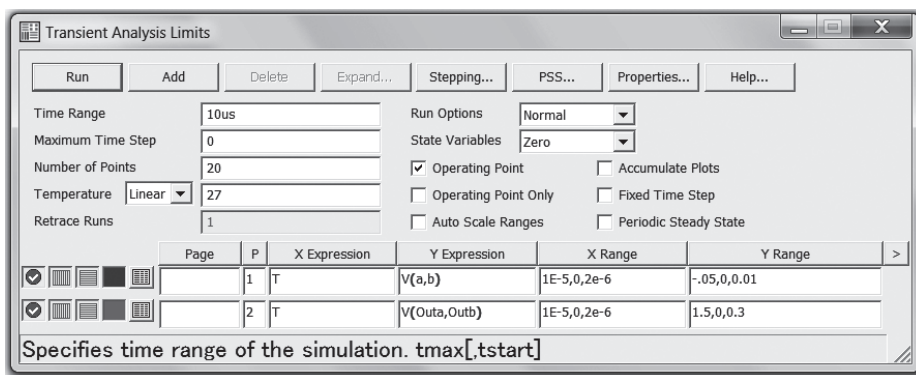 Transient Analysis Limits
Run Add Delete Expand... Stepping... PSS... Properties... Help...
Time Range 10us Run Options Normal
Maximum Time Step 0 State Variables Zero
Number of Points 20 Operating Point Accumulate Plots
Temperature Linear 27 Operating Point Only Fixed Time Step
Retrace Runs 1 Auto Scale Ranges Periodic Steady State
Page P X Expression Y Expression X Range Y Range >
1 T V(a,b) 1E-5,0,2e-6 -.05,0,0.01
2 T V(Outa,Outb) 1E-5,0,2e-6 1.5,0,0.3
Specifies time range of the simulation. tmax[,tstart]